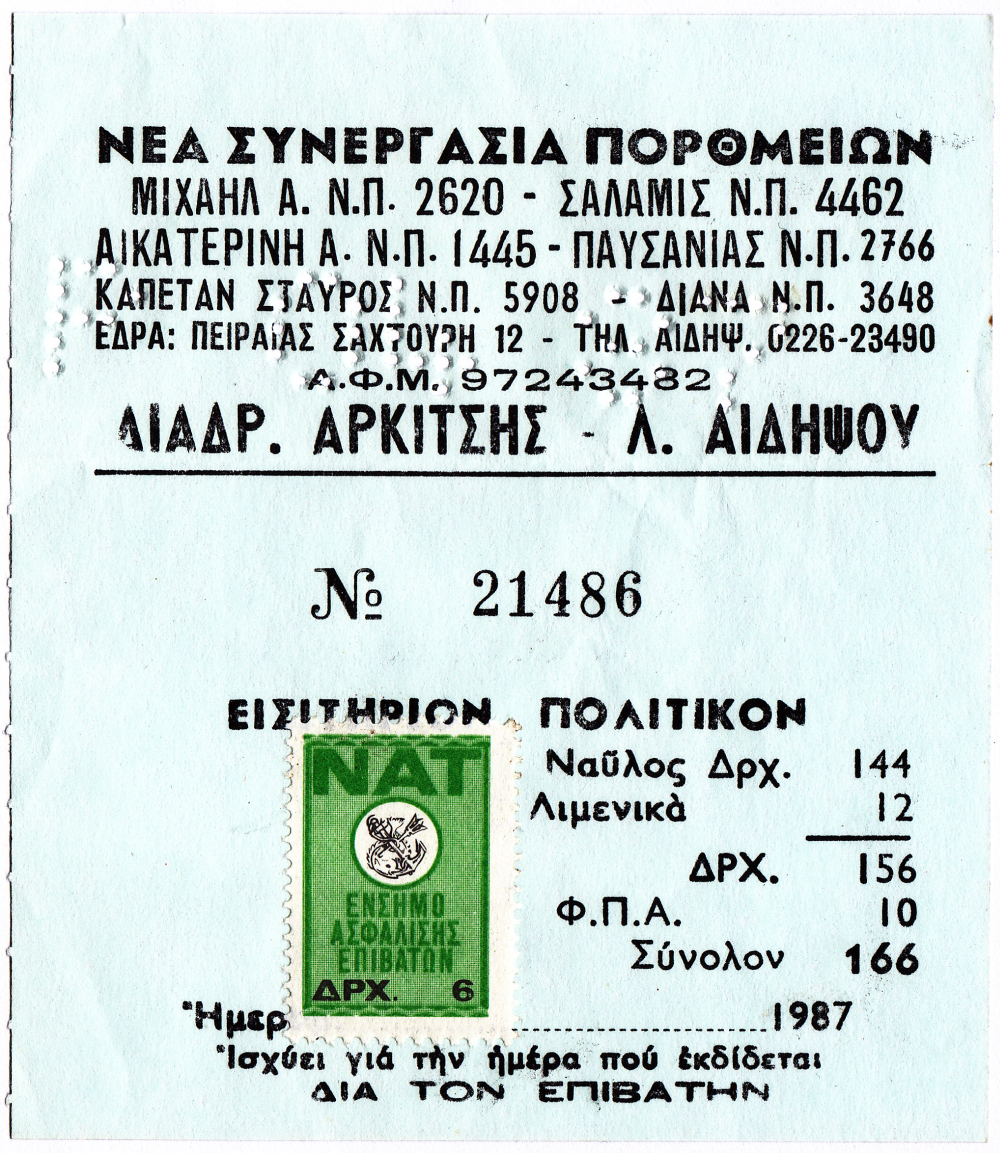 ΝΕΑ ΣΥΝΕΡΓΑΣΙΑ ΠΟΡΘΜΕΙΩΝ
ΜΙΧΑΗΛ Α. Ν.Π. 2620 - ΣΑΛΑΜΙΣ Ν.Π. 4462
ΑΙΚΑΤΕΡΙΝΗ Α. Ν.Π. 1445 - ΠΑΥΣΑΝΙΑΣ Ν.Π. 2766
ΚΑΠΕΤΑΝ ΣΤΑΥΡΟΣ Ν.Π. 5908 - ΔΙΑΝΑ Ν.Π. 3648
ΕΔΡΑ: ΠΕΙΡΑΙΑΣ ΣΑΧΤΟΥΡΗ 12 - ΤΗΛ. ΑΙΔΗΨ. 0226-23490
Α.Φ.Μ. 97243482
ΔΙΑΔΡ. ΑΡΚΙΤΣΗΣ - Λ. ΑΙΔΗΨΟΥ
№ 21486
ΕΙΣΙΤΗΡΙΟΝ ΠΟΛΙΤΙΚΟΝ
Ναῦλος Δρχ. 144
Λιμενικὰ 12
ΔΡΧ. 156
Φ.Π.Α. 10
Σύνολον 166
ΝΑΤ
ΕΝΣΗΜΟ
ΑΣΦΑΛΙΣΗΣ
ΕΠΙΒΑΤΩΝ
ΔΡΧ. 6
Ἡμερ ..............................1987
Ἰσχύει γιά τὴν ἡμέρα πού ἐκδίδεται
ΔΙΑ ΤΟΝ ΕΠΙΒΑΤΗΝ